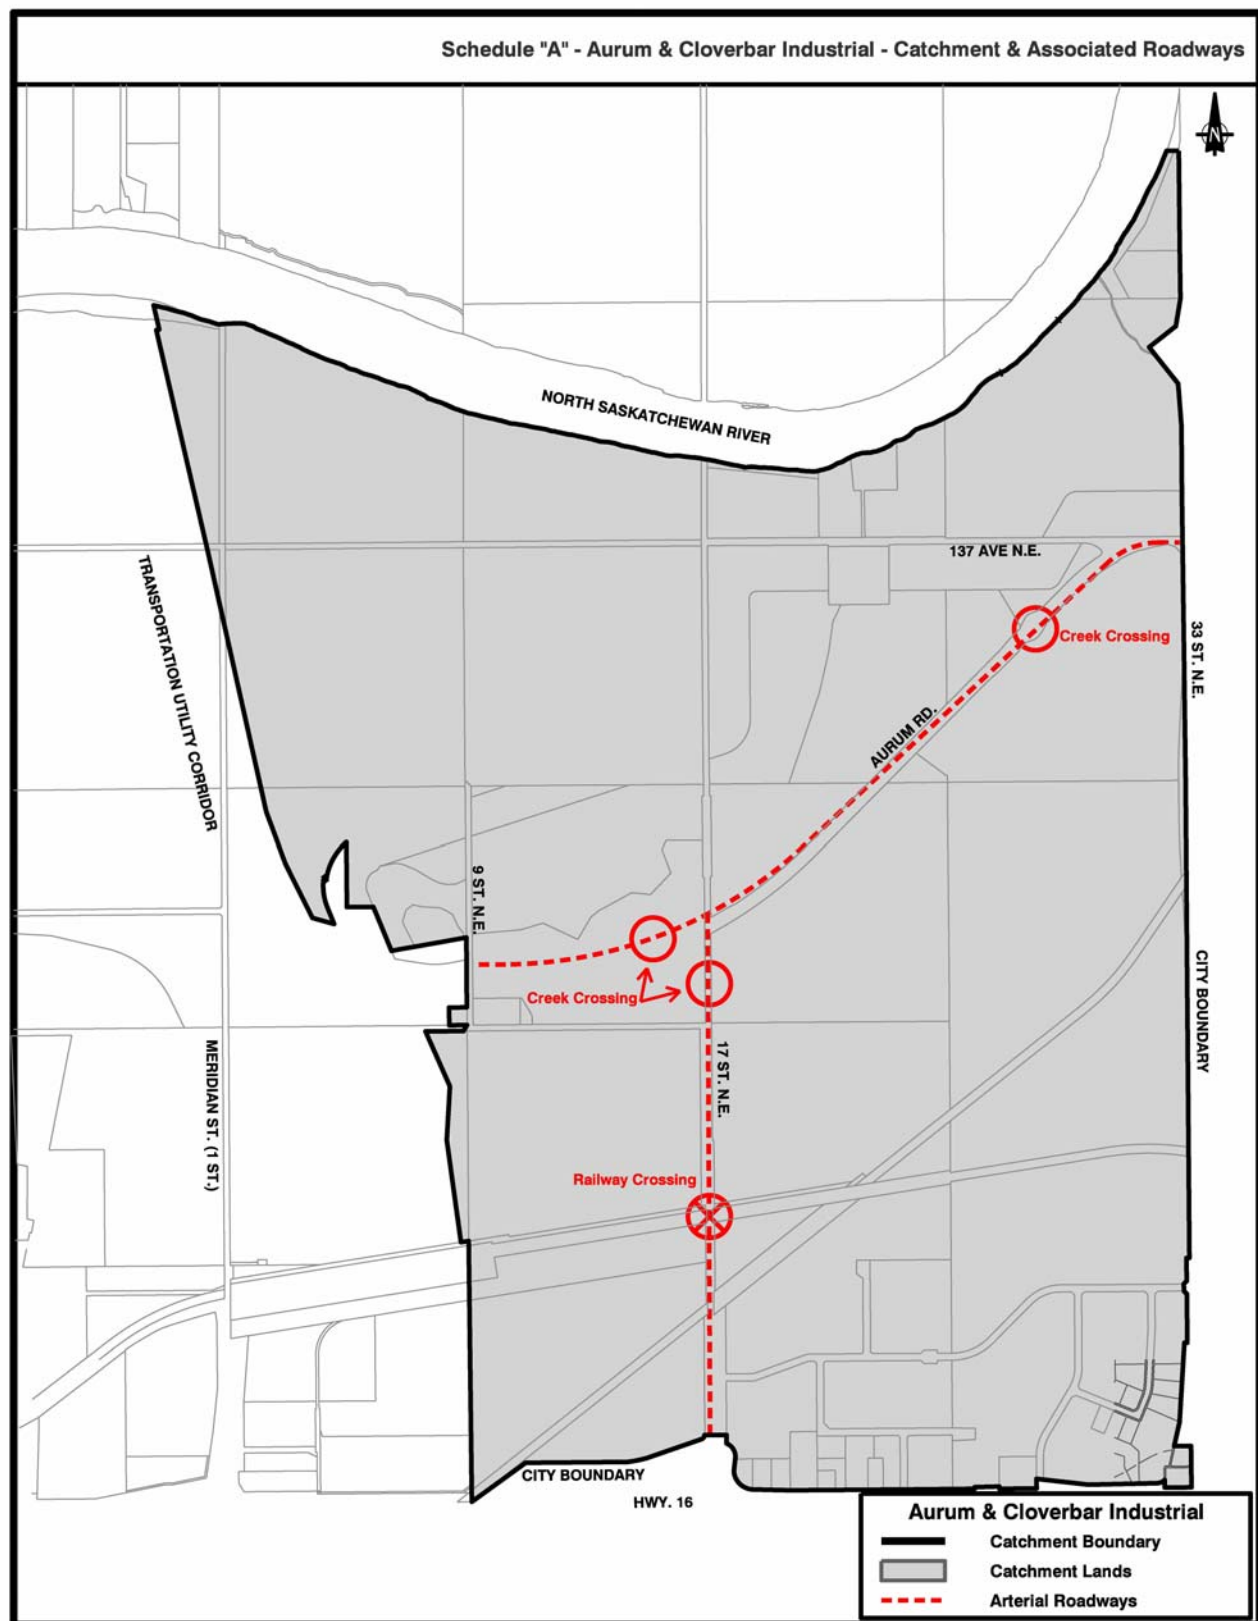 Schedule "A" - Aurum & Cloverbar Industrial - Catchment & Associated Roadways
N
NORTH SASKATCHEWAN RIVER
137 AVE N.E.
TRANSPORTATION UTILITY CORRIDOR
33 ST. N.E.
Creek Crossing
AURUM RD.
9 ST. N.E.
Creek Crossing
CITY BOUNDARY
17 ST. N.E.
MERIDIAN ST. (1 ST.)
Railway Crossing
CITY BOUNDARY
HWY. 16
Aurum & Cloverbar Industrial
Catchment Boundary
Catchment Lands
Arterial Roadways